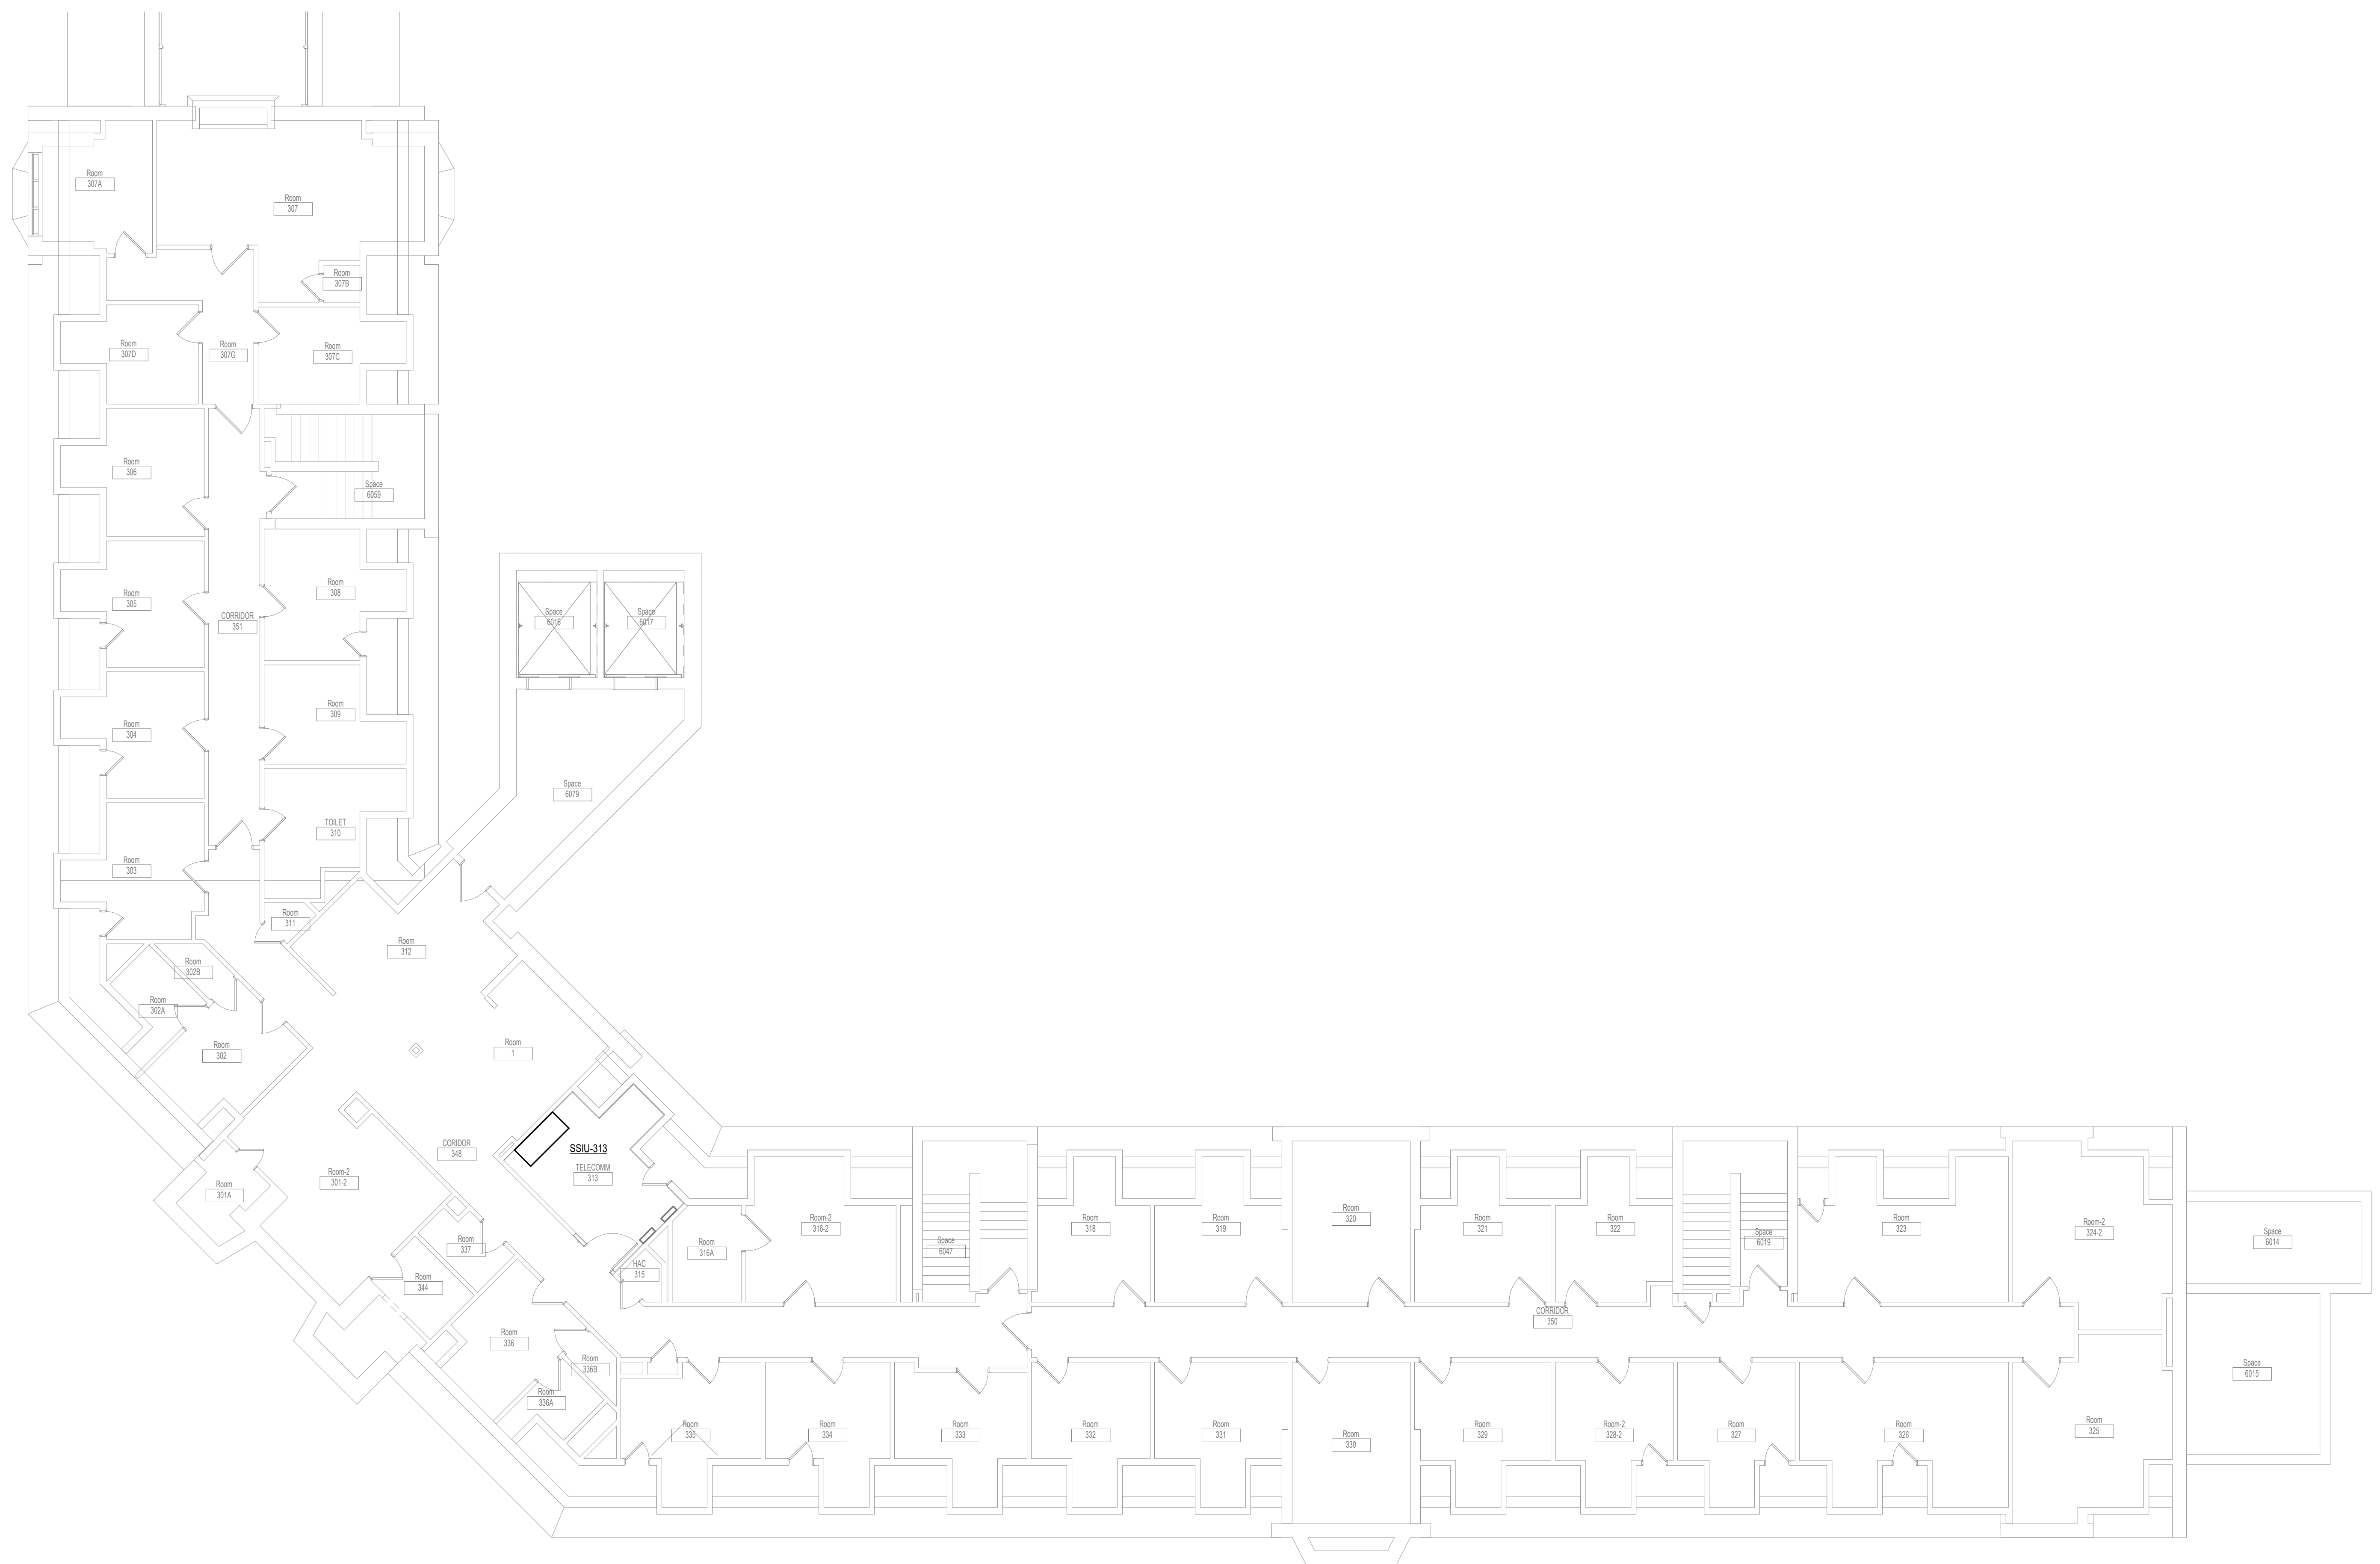 Room
307A
Room
307
Room
307B
Room
307D
Room
307G
Room
307C
Room
306
Space
6059
Room
305
CORRIDOR
351
Room
308
Space
6016
Space
6017
Room
304
Room
309
Space
6079
Room
303
TOILET
310
Room
311
Room
312
Room
302B
Room
302A
Room
302
Room
1
SSIU-313
TELECOMM
313
CORIDOR
348
Room-2
301-2
Room
301A
Room
337
Room
344
Room
336
Room
336B
Room
336A
HAC
315
Room
316A
Room-2
316-2
Space
6047
Room
318
Room
319
Room
320
Room
321
Room
322
Space
6019
Room
323
Room-2
324-2
Space
6014
CORRIDOR
350
Space
6015
Room
335
Room
334
Room
333
Room
332
Room
331
Room
330
Room
329
Room-2
328-2
Room
327
Room
326
Room
325